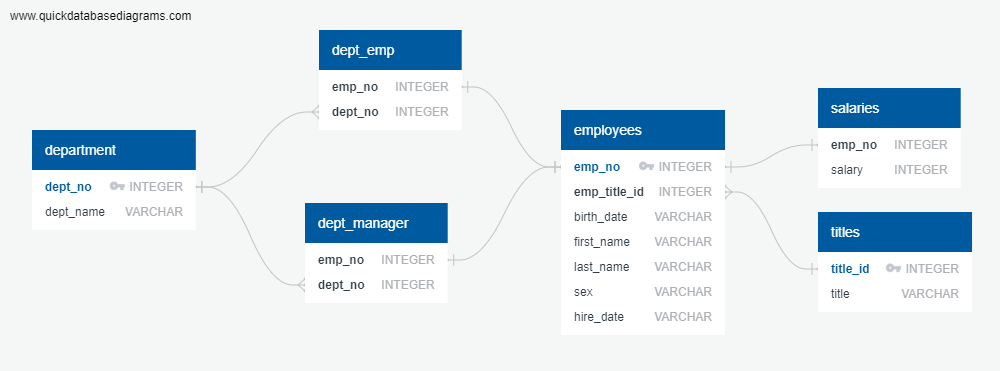 www.quickdatabasediagrams.com
department
dept_no INTEGER
dept_name VARCHAR
dept_emp
emp_no INTEGER
dept_no INTEGER
dept_manager
emp_no INTEGER
dept_no INTEGER
employees
emp_no INTEGER
emp_title_id INTEGER
birth_date VARCHAR
first_name VARCHAR
last_name VARCHAR
sex VARCHAR
hire_date VARCHAR
salaries
emp_no INTEGER
salary INTEGER
titles
title_id INTEGER
title VARCHAR